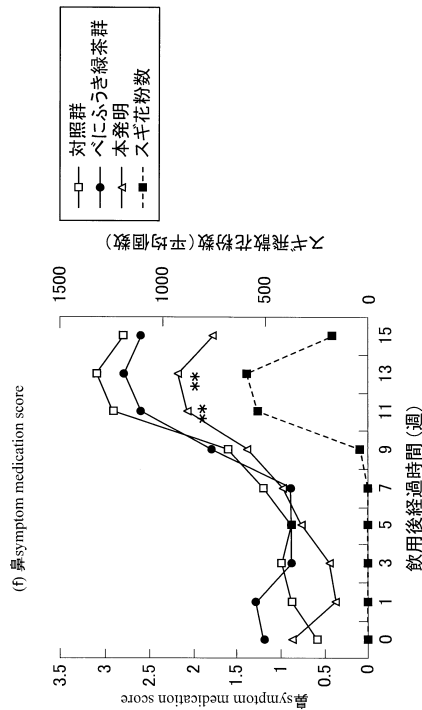 (f) 鼻symptom medication score
鼻symptom medication score
3.5
3
2.5
2
1.5
1
0.5
0
0
1
3
5
7
9
11
13
15
飲用後経過時間 (週)
1500
1000
500
0
スギ飛散花粉数 (平均個数)
**
**
対照群
べにふうき緑茶群
本発明
スギ花粉数